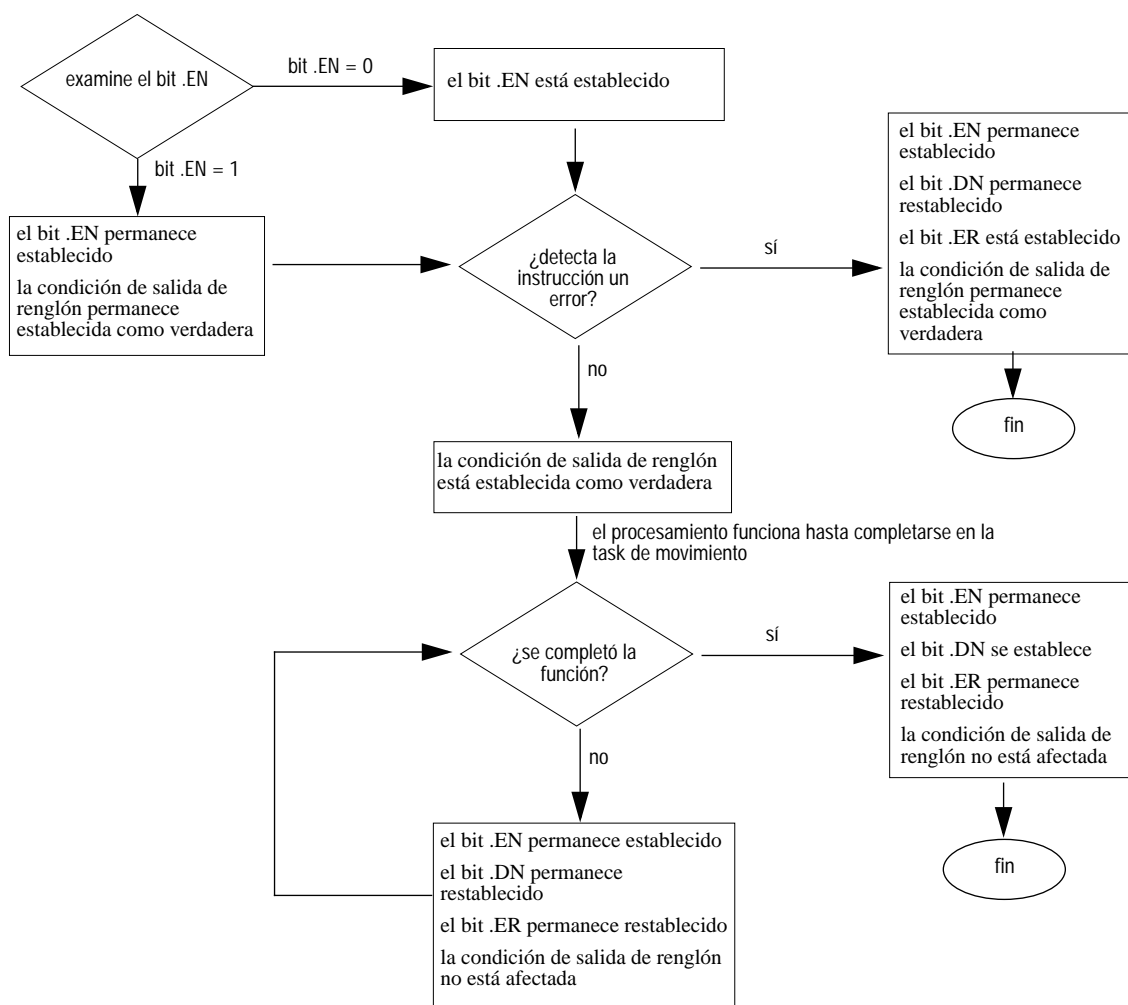 examine el bit .EN
bit .EN = 0
el bit .EN está establecido
bit .EN = 1
el bit .EN permanece
establecido
la condición de salida de
renglón permanece
establecida como verdadera
¿detecta la
instrucción un
error?
sí
el bit .EN permanece
establecido
el bit .DN permanece
restablecido
el bit .ER está establecido
la condición de salida de
renglón permanece
establecida como
verdadera
fin
no
la condición de salida de renglón
está establecida como verdadera
el procesamiento funciona hasta completarse en la
task de movimiento
¿se completó la
función?
sí
el bit .EN permanece
establecido
el bit .DN se establece
el bit .ER permanece
restablecido
la condición de salida de
renglón no está afectada
fin
no
el bit .EN permanece establecido
el bit .DN permanece
restablecido
el bit .ER permanece restablecido
la condición de salida de renglón
no está afectada